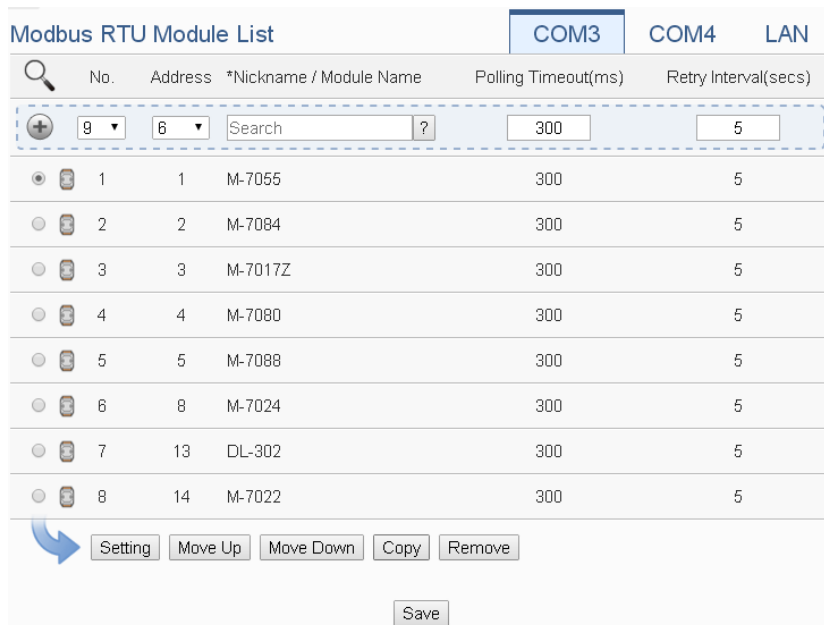 Modbus RTU Module List COM3 COM4 LAN
No. Address *Nickname / Module Name Polling Timeout(ms) Retry Interval(secs)
9 6 Search ? 300 5
1 1 M-7055 300 5
2 2 M-7084 300 5
3 3 M-7017Z 300 5
4 4 M-7080 300 5
5 5 M-7088 300 5
6 8 M-7024 300 5
7 13 DL-302 300 5
8 14 M-7022 300 5
Setting Move Up Move Down Copy Remove
Save